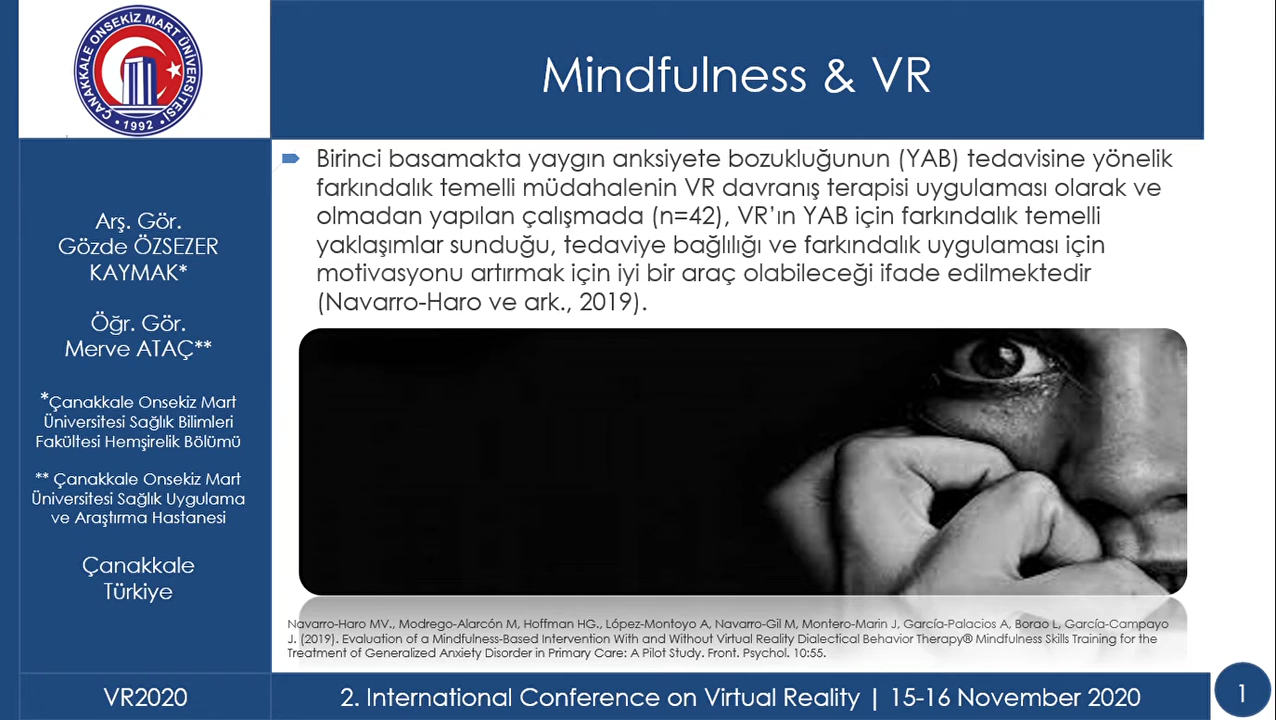 ÇANAKKALE ONSEKİZ MART ÜNİVERSİTESİ
• 1992 •
Mindfulness & VR
Arş. Gör.
Gözde ÖZSEZER
KAYMAK*
Öğr. Gör.
Merve ATAÇ**
*Çanakkale Onsekiz Mart
Üniversitesi Sağlık Bilimleri
Fakültesi Hemşirelik Bölümü
** Çanakkale Onsekiz Mart
Üniversitesi Sağlık Uygulama
ve Araştırma Hastanesi
Çanakkale
Türkiye
Birinci basamakta yaygın anksiyete bozukluğunun (YAB) tedavisine yönelik
farkındalık temelli müdahalenin VR davranış terapisi uygulaması olarak ve
olmadan yapılan çalışmada (n=42), VR’ın YAB için farkındalık temelli
yaklaşımlar sunduğu, tedaviye bağlılığı ve farkındalık uygulaması için
motivasyonu artırmak için iyi bir araç olabileceği ifade edilmektedir
(Navarro-Haro ve ark., 2019).
Navarro-Haro MV., Modrego-Alarcón M, Hoffman HG., López-Montoyo A, Navarro-Gil M, Montero-Marin J, García-Palacios A, Borao L, García-Campayo
J. (2019). Evaluation of a Mindfulness-Based Intervention With and Without Virtual Reality Dialectical Behavior Therapy® Mindfulness Skills Training for the
Treatment of Generalized Anxiety Disorder in Primary Care: A Pilot Study. Front. Psychol. 10:55.
VR2020
2. International Conference on Virtual Reality | 15-16 November 2020
1